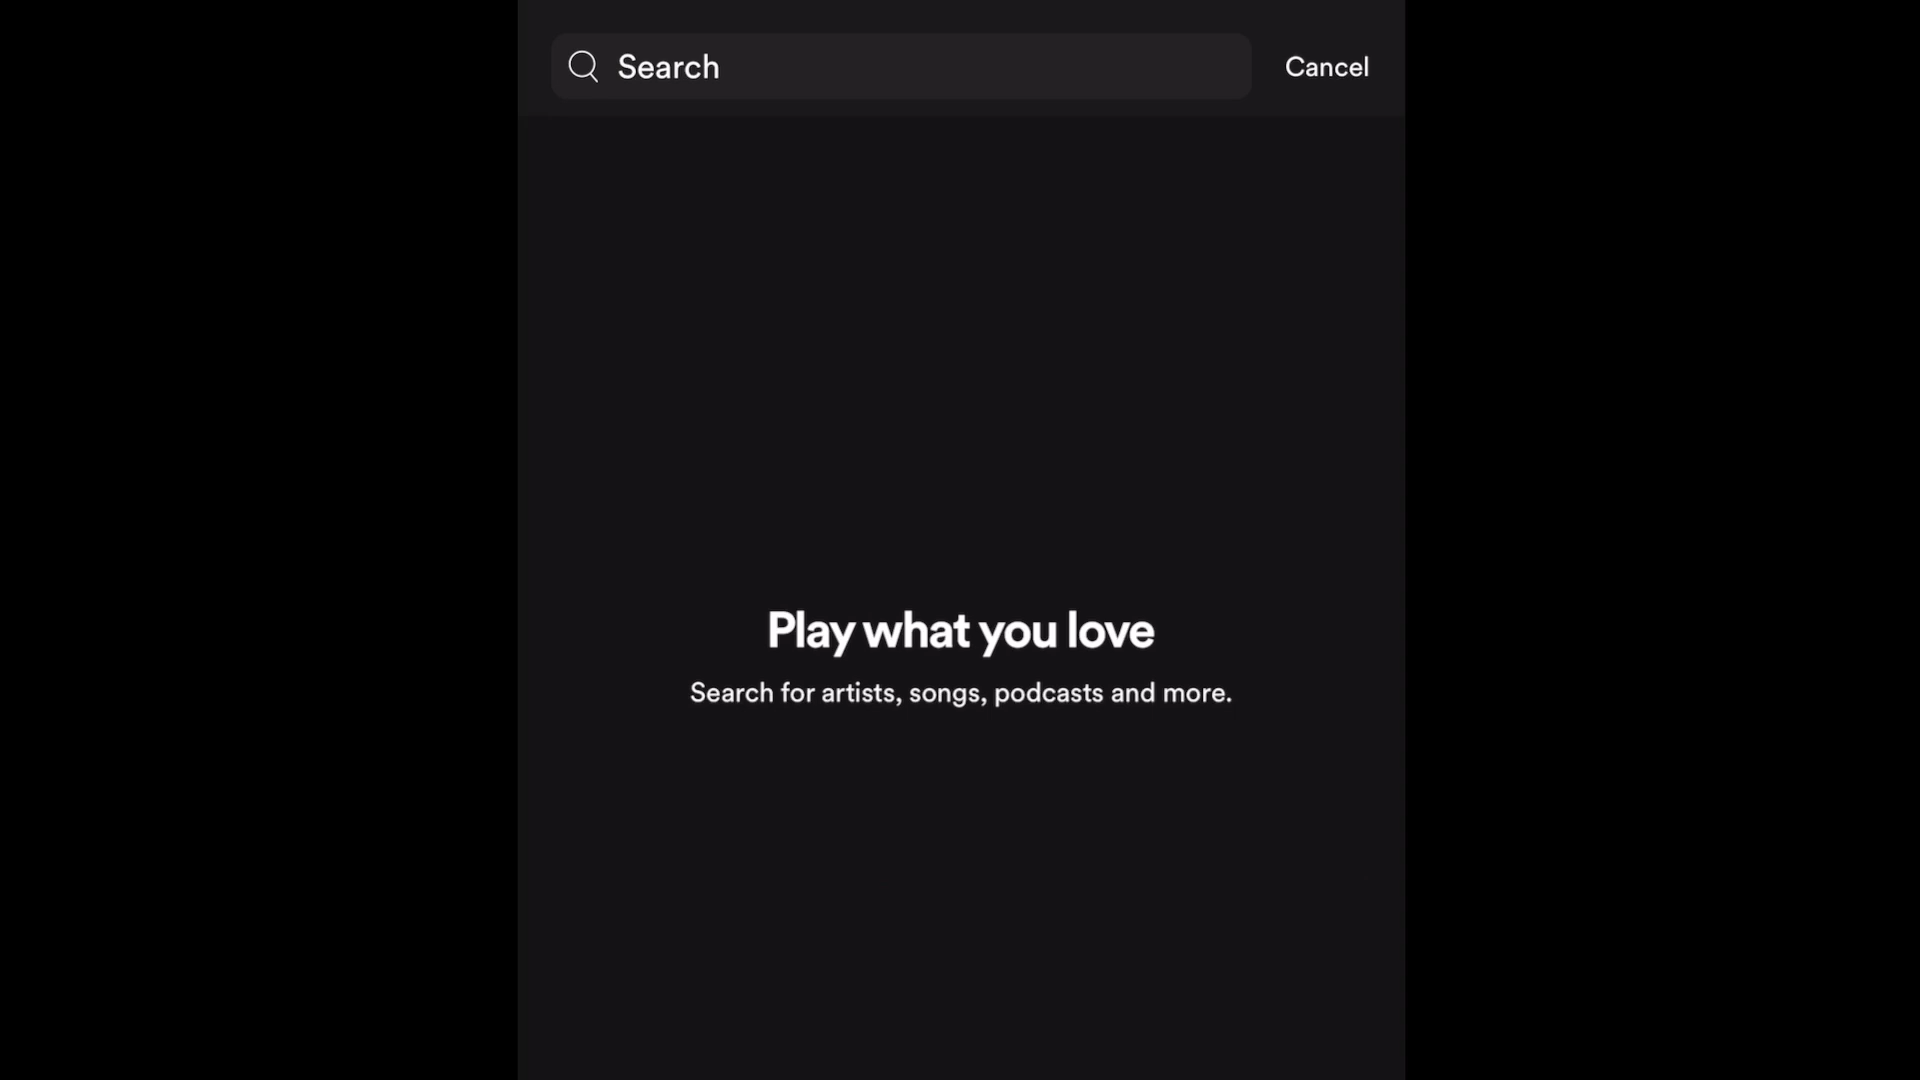 Search
Cancel
Play what you love
Search for artists, songs, podcasts and more.